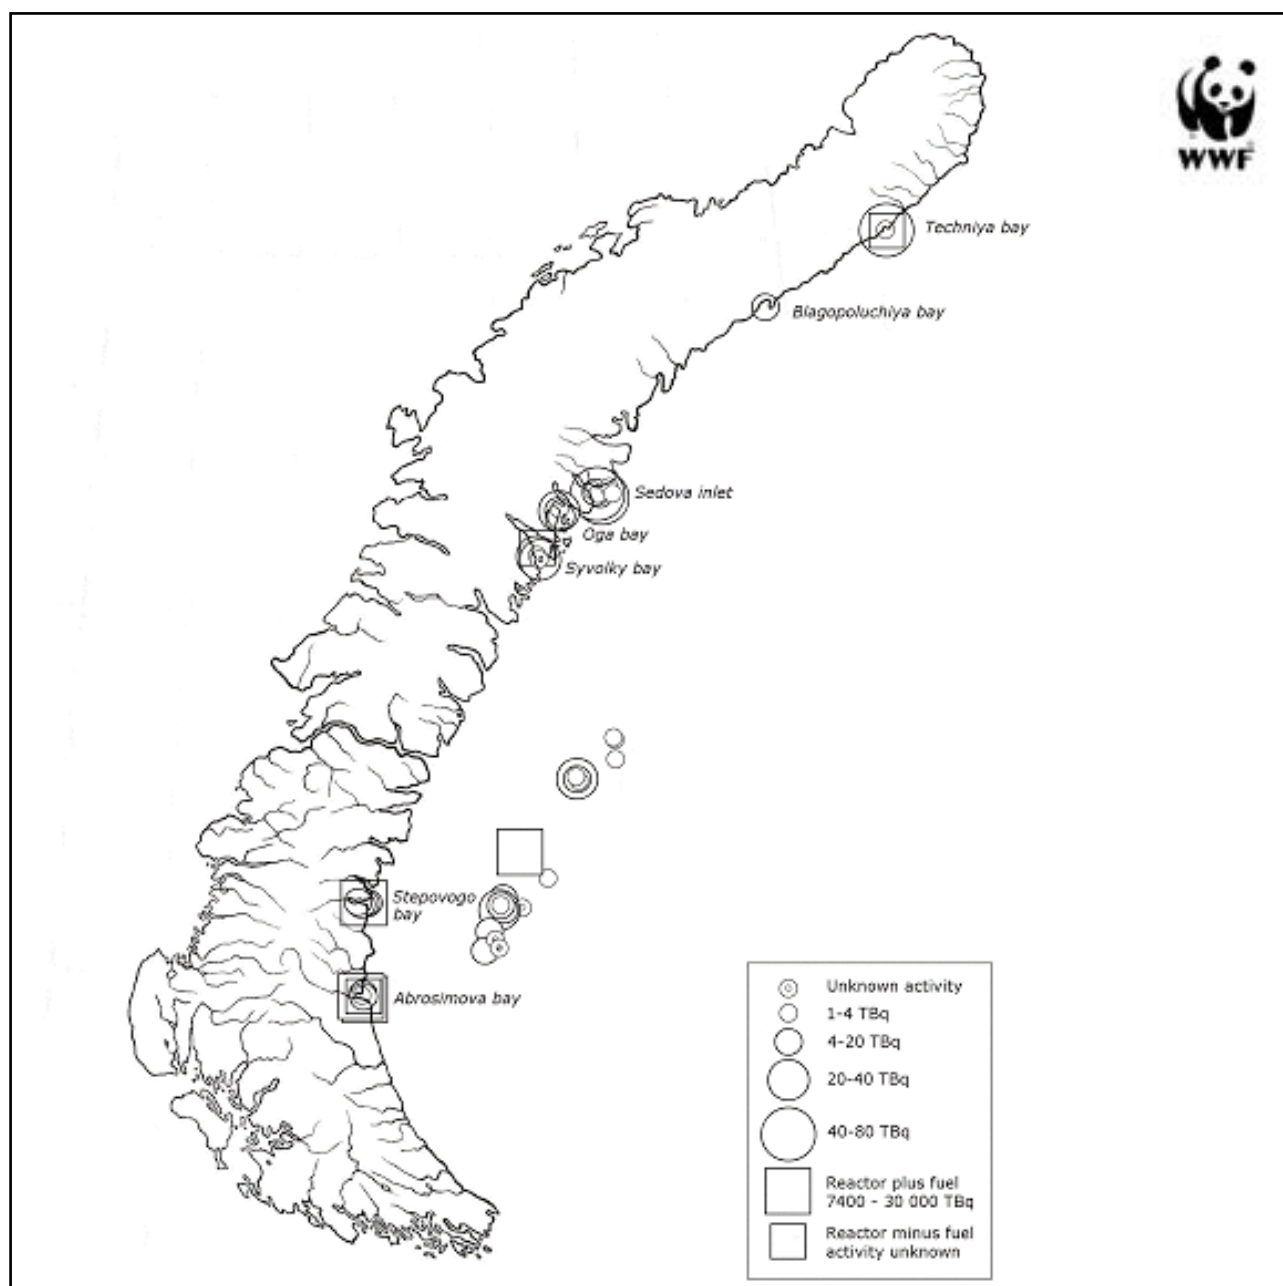 WWF
Techniya bay
Blagopoluchiya bay
Sedova inlet
Oga bay
Syvolky bay
Stepovogo
bay
Abrosimova bay
Unknown activity
1-4 TBq
4-20 TBq
20-40 TBq
40-80 TBq
Reactor plus fuel
7400 - 30 000 TBq
Reactor minus fuel
activity unknown